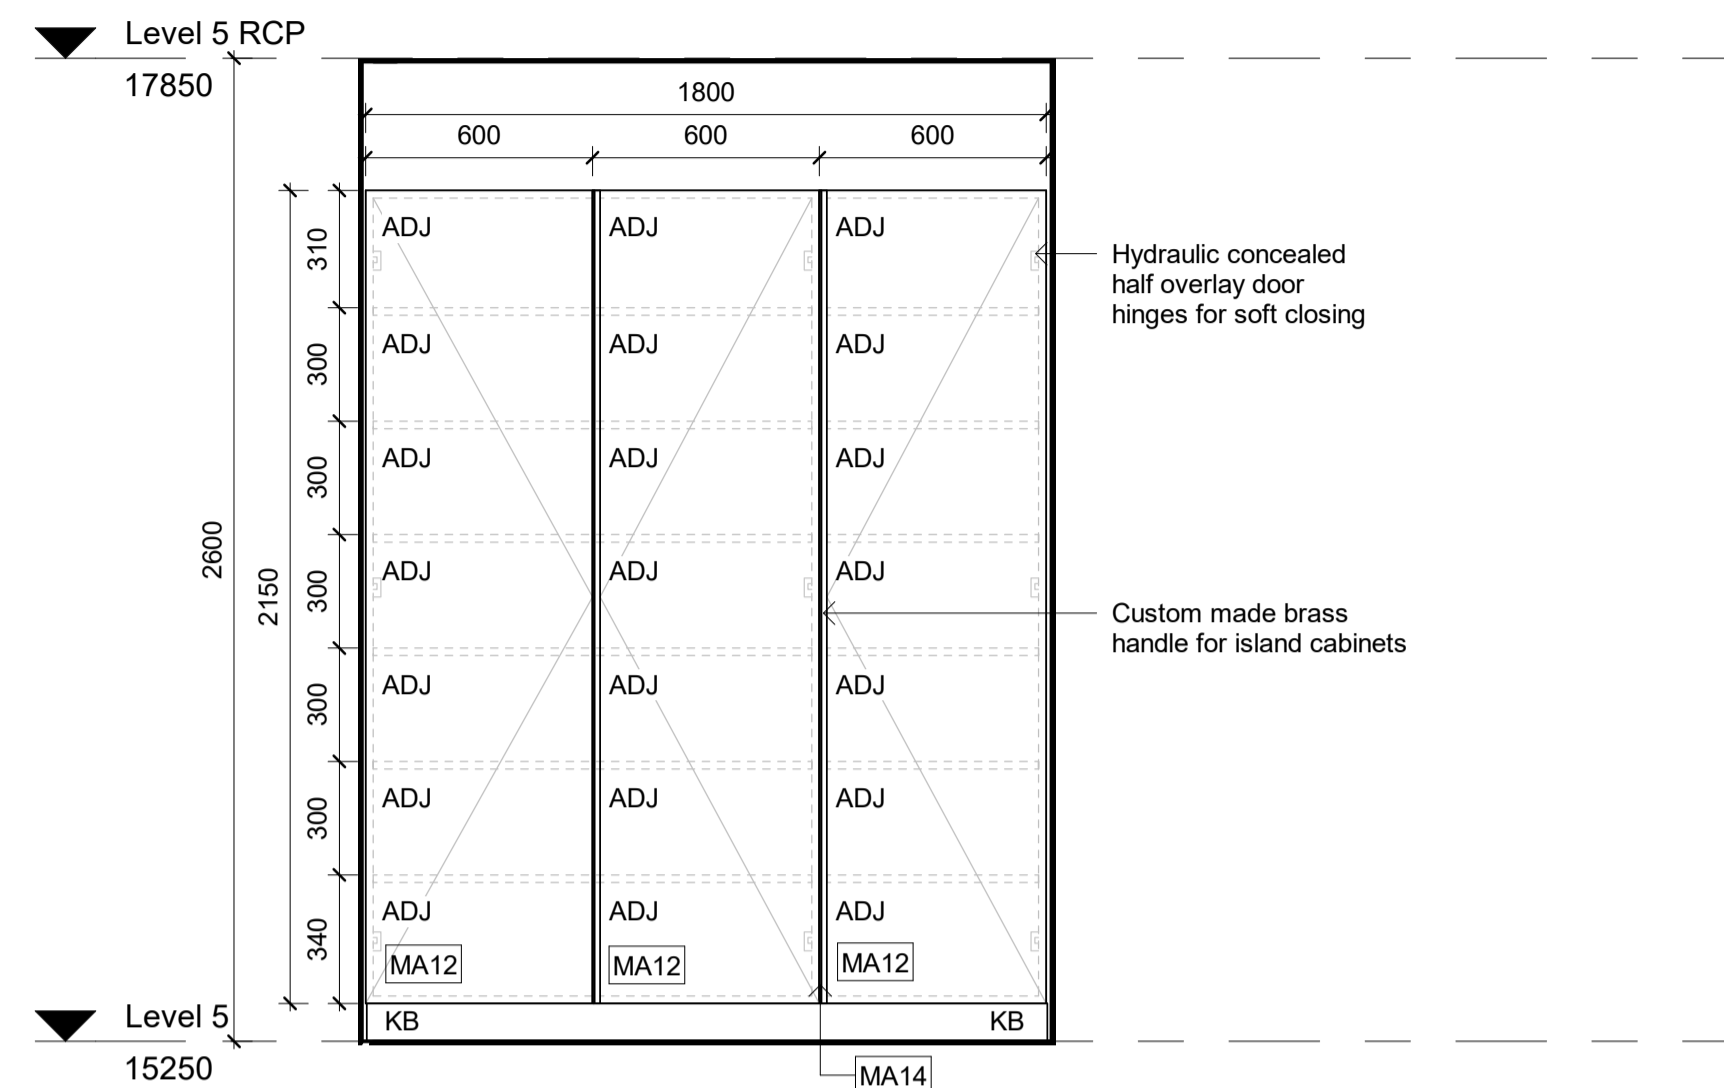 Level 5 RCP
17850
1800
600 600 600
ADJ ADJ ADJ
310
Hydraulic concealed
half overlay door
hinges for soft closing
ADJ ADJ ADJ
300
ADJ ADJ ADJ
300
2600
2150
ADJ ADJ ADJ
300
Custom made brass
handle for island cabinets
ADJ ADJ ADJ
300
ADJ ADJ ADJ
300
ADJ ADJ ADJ
340
MA12 MA12 MA12
Level 5
KB KB
15250
MA14